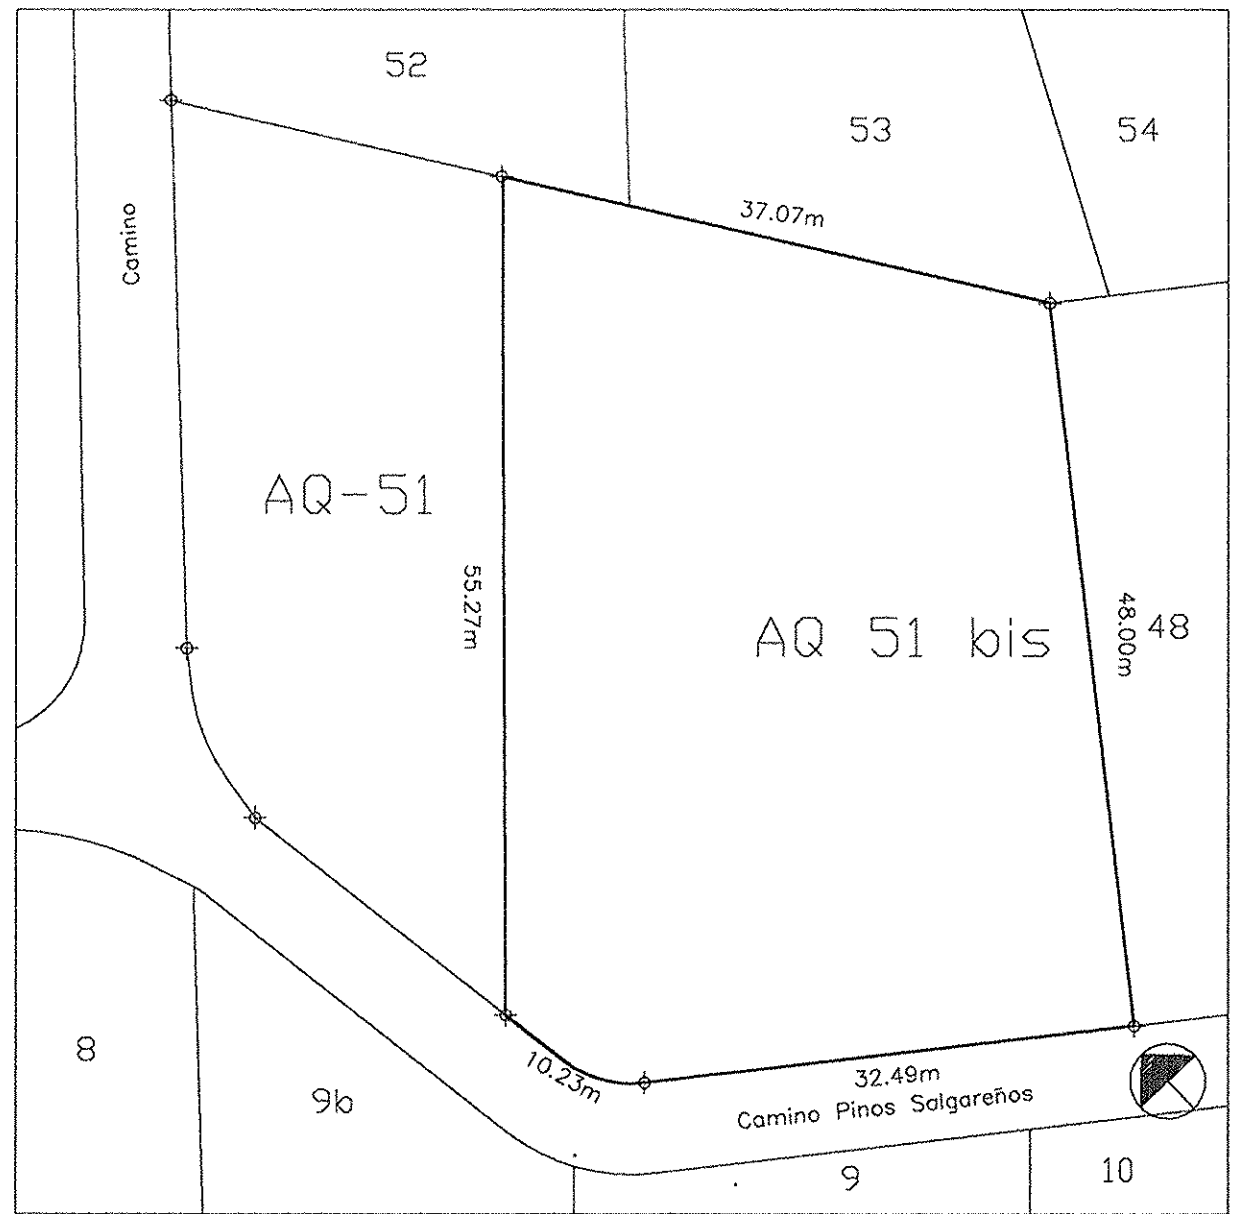 52
53
54
37.07m
Camino
AQ-51
55.27m
AQ 51 bis
48.00m
48
8
9b
10.23m
32.49m
Camino Pinos Salgareños
9
10